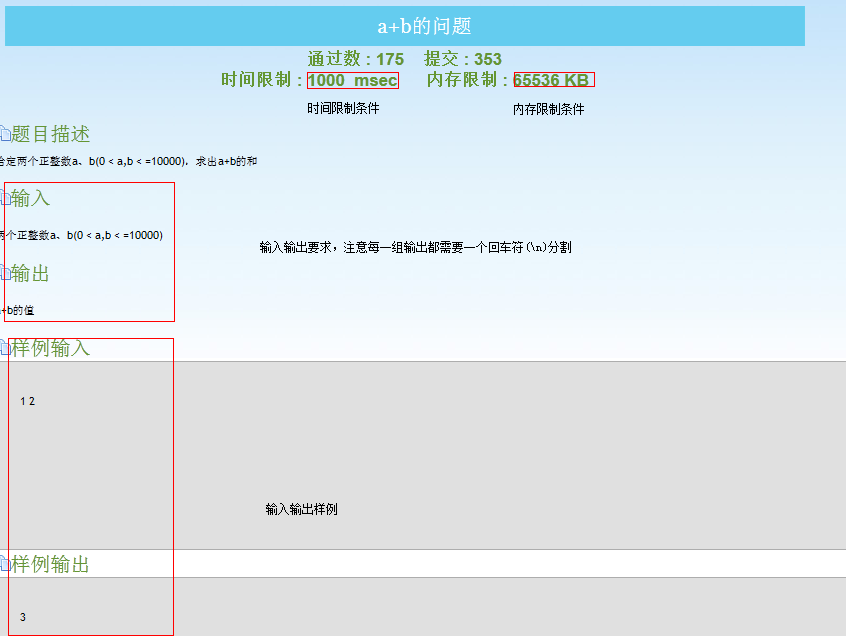 a+b的问题
通过数：175 提交：353
时间限制：1000 msec 内存限制：65536 KB
时间限制条件 内存限制条件
题目描述
给定两个正整数a、b(0 < a,b < =10000)．求出a+b的和
输入
两个正整数a、b(0 < a,b < =10000)
输入输出要求，注意每一组输出都需要一个回车符(\n)分割
输出
a+b的值
样例输入
1 2
输入输出样例
样例输出
3